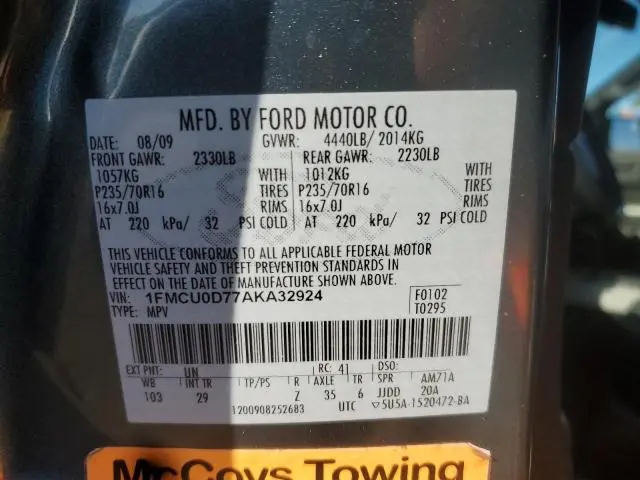 MFD. BY FORD MOTOR CO.
DATE: 08/09 GVWR: 4440LB/ 2014KG
FRONT GAWR: 2330LB REAR GAWR: 2230LB
1057KG WITH 1012KG WITH
P235/70R16 TIRES P235/70R16 TIRES
16x7.0J RIMS 16x7.0J RIMS
AT 220 kPa/ 32 PSI COLD AT 220 kPa/ 32 PSI COLD
THIS VEHICLE CONFORMS TO ALL APPLICABLE FEDERAL MOTOR
VEHICLE SAFETY AND THEFT PREVENTION STANDARDS IN
EFFECT ON THE DATE OF MANUFACTURE SHOWN ABOVE.
VIN: 1FMCU0D77AKA32924 F0102
TYPE: MPV T0295
EXT PNT: UN RC: 41 DSO:
WB INT TR TP/PS R AXLE TR SPR AM71A
103 29 Z 35 6 JJDD 20A
1200908252683 UTC ▽5U5A-1520472-BA
McCoys Towing